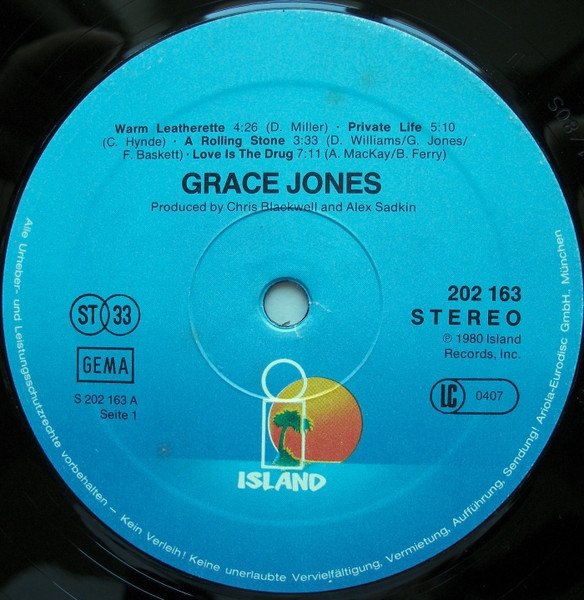 Warm Leatherette 4:26 (D. Miller) · Private Life 5:10
(C. Hynde) · A Rolling Stone 3:33 (D. Williams/G. Jones/
F. Baskett) · Love Is The Drug 7:11 (A. MacKay/B. Ferry)
GRACE JONES
Produced by Chris Blackwell and Alex Sadkin
ST 33
GEMA
S 202 163 A
Seite 1
202 163
STEREO
℗ 1980 Island
Records, Inc.
LC 0407
ISLAND
Alle Urheber- und Leistungsschutzrechte vorbehalten – Kein Verleih! Keine unerlaubte Vervielfältigung, Vermietung, Aufführung, Sendung! Ariola-Eurodisc GmbH., München